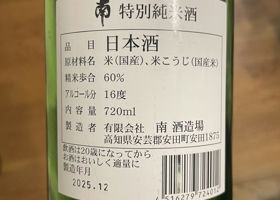 南 特別純米酒
品目 日本酒
原材料名 米(国産)、米こうじ(国産米)
精米歩合 60%
アルコール分 16度
内容量 720ml
製造者 有限会社 南 酒造場
高知県安芸郡安田町安田1875
飲酒は20歳になってから
お酒はおいしく適量に
製造年月
2025.12
4516279724012